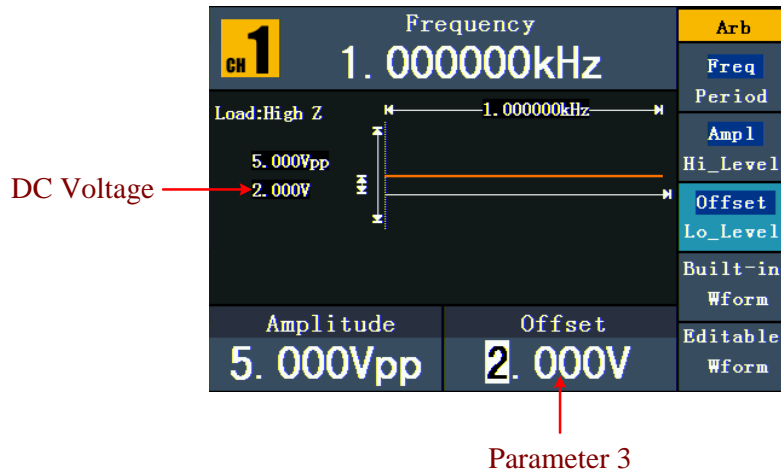 CH 1
Frequency
1.000000kHz
Load:High Z
1.000000kHz
5.000Vpp
2.000V
DC Voltage
Amplitude
5.000Vpp
Offset
2.000V
Arb
Freq
Period
Ampl
Hi_Level
Offset
Lo_Level
Built-in
Wform
Editable
Wform
Parameter 3